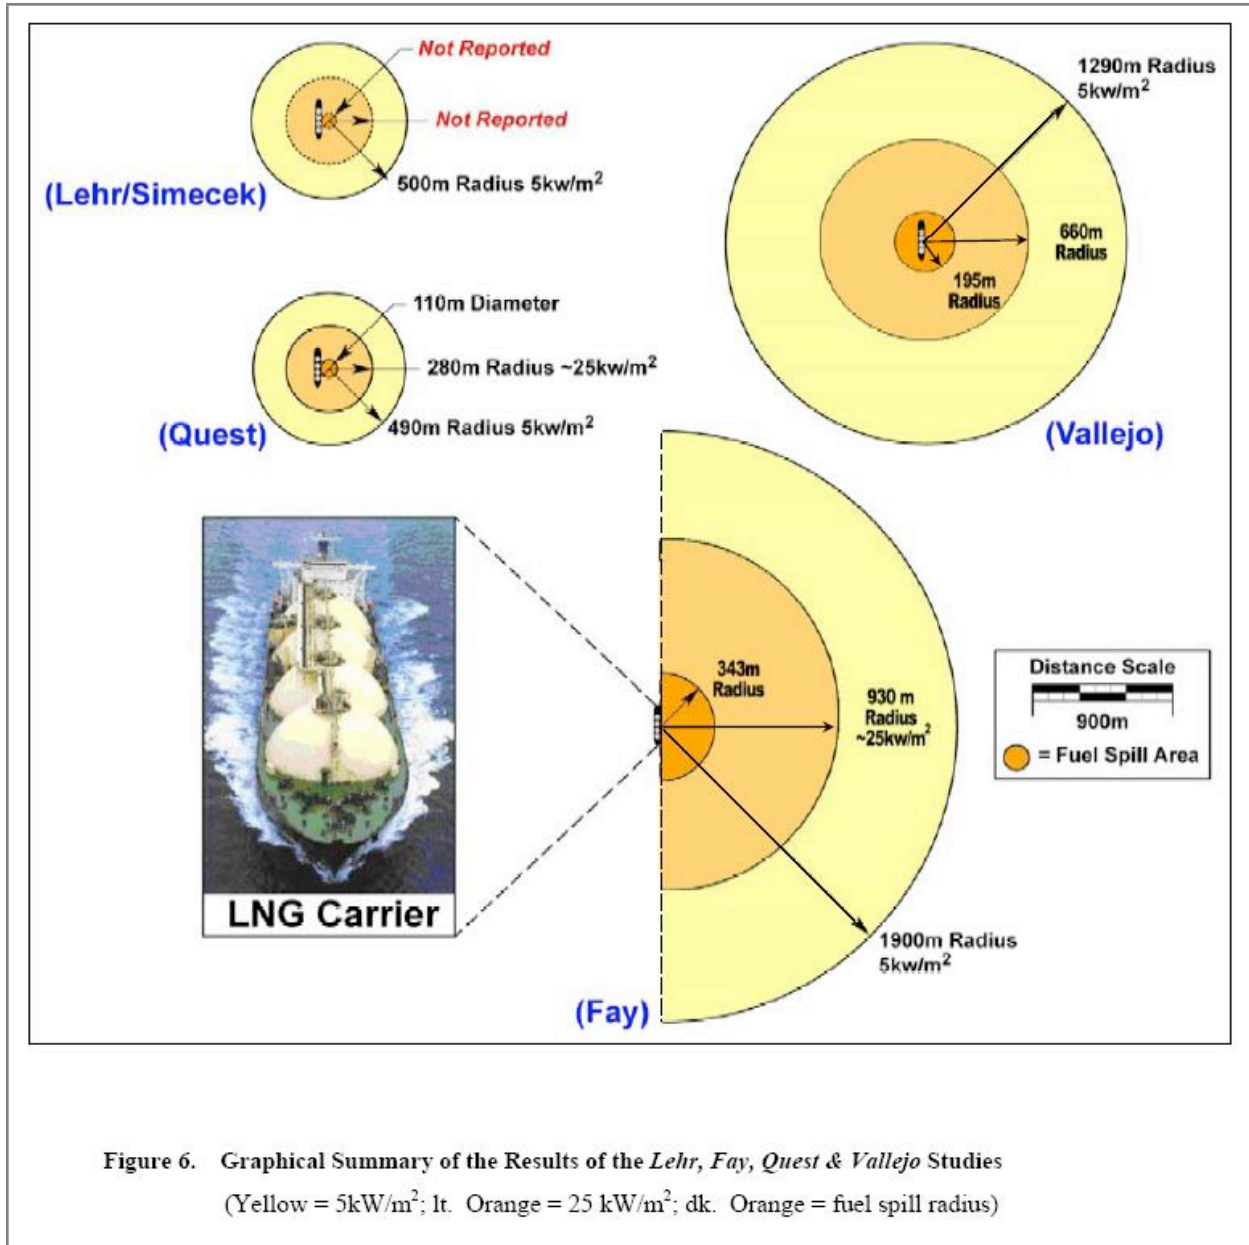 Not Reported
Not Reported
500m Radius 5kw/m²
(Lehr/Simecek)
1290m Radius
5kw/m²
660m
Radius
195m
Radius
(Vallejo)
110m Diameter
280m Radius ~25kw/m²
490m Radius 5kw/m²
(Quest)
LNG Carrier
343m
Radius
930 m
Radius
~25kw/m²
1900m Radius
5kw/m²
(Fay)
Distance Scale
900m
= Fuel Spill Area
Figure 6. Graphical Summary of the Results of the Lehr, Fay, Quest & Vallejo Studies
(Yellow = 5kW/m²; lt. Orange = 25 kW/m²; dk. Orange = fuel spill radius)